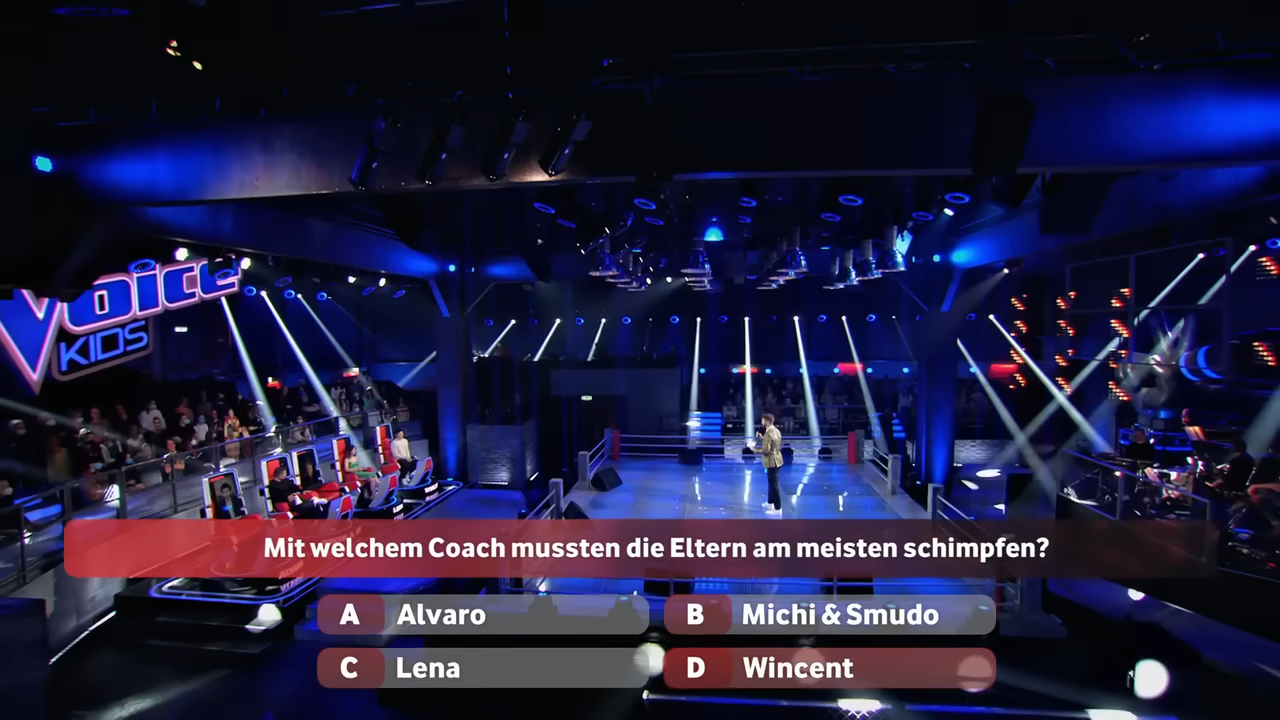 Voice
KIDS
Mit welchem Coach mussten die Eltern am meisten schimpfen?
A Alvaro
B Michi & Smudo
C Lena
D Wincent